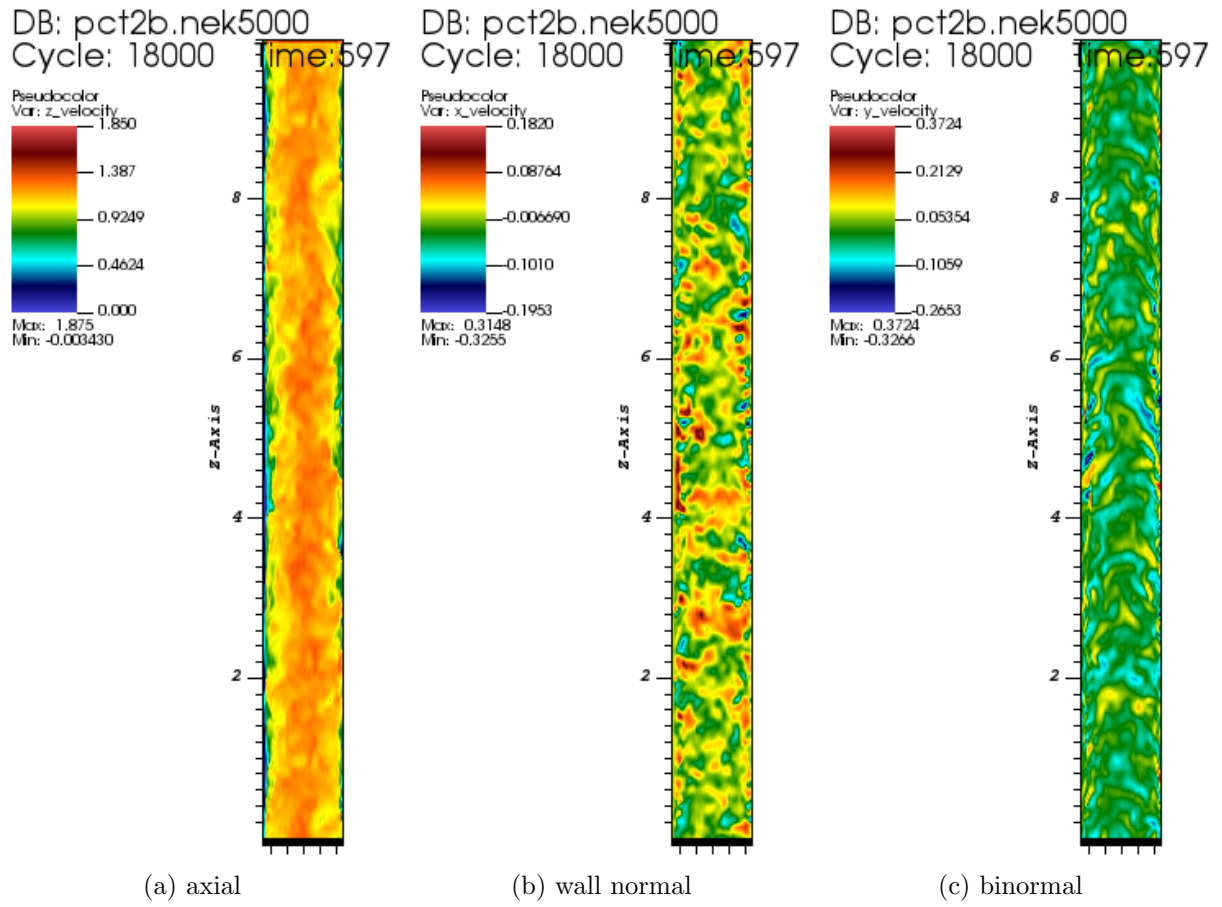 DB: pct2b.nek5000
Cycle: 18000 Time:597
Pseudocolor
Var: z_velocity
1.850
1.387
0.9249
0.4624
0.000
Max: 1.875
Min: -0.003430
8
6
4
2
Z-Axis
(a) axial
DB: pct2b.nek5000
Cycle: 18000 Time:597
Pseudocolor
Var: x_velocity
0.1820
0.08764
-0.006690
-0.1010
-0.1953
Max: 0.3148
Min: -0.3255
8
6
4
2
Z-Axis
(b) wall normal
DB: pct2b.nek5000
Cycle: 18000 Time:597
Pseudocolor
Var: y_velocity
0.3724
0.2129
0.05354
-0.1059
-0.2653
Max: 0.3724
Min: -0.3266
8
6
4
2
Z-Axis
(c) binormal